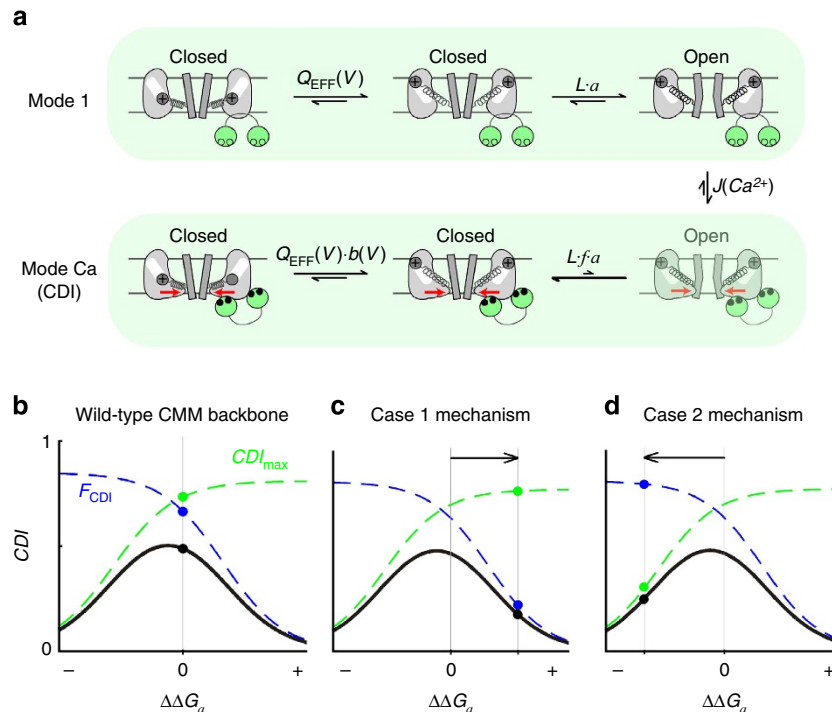 a
Closed
Q_EFF(V)
Closed
L·a
Open
Mode 1
J(Ca²⁺)
Closed
Q_EFF(V)·b(V)
Closed
L·f·a
Open
Mode Ca
(CDI)
b Wild-type CMM backbone
c Case 1 mechanism
d Case 2 mechanism
1
CDI_max
F_CDI
CDI
0
– 0 +
– 0 +
– 0 +
ΔΔG_a
ΔΔG_a
ΔΔG_a